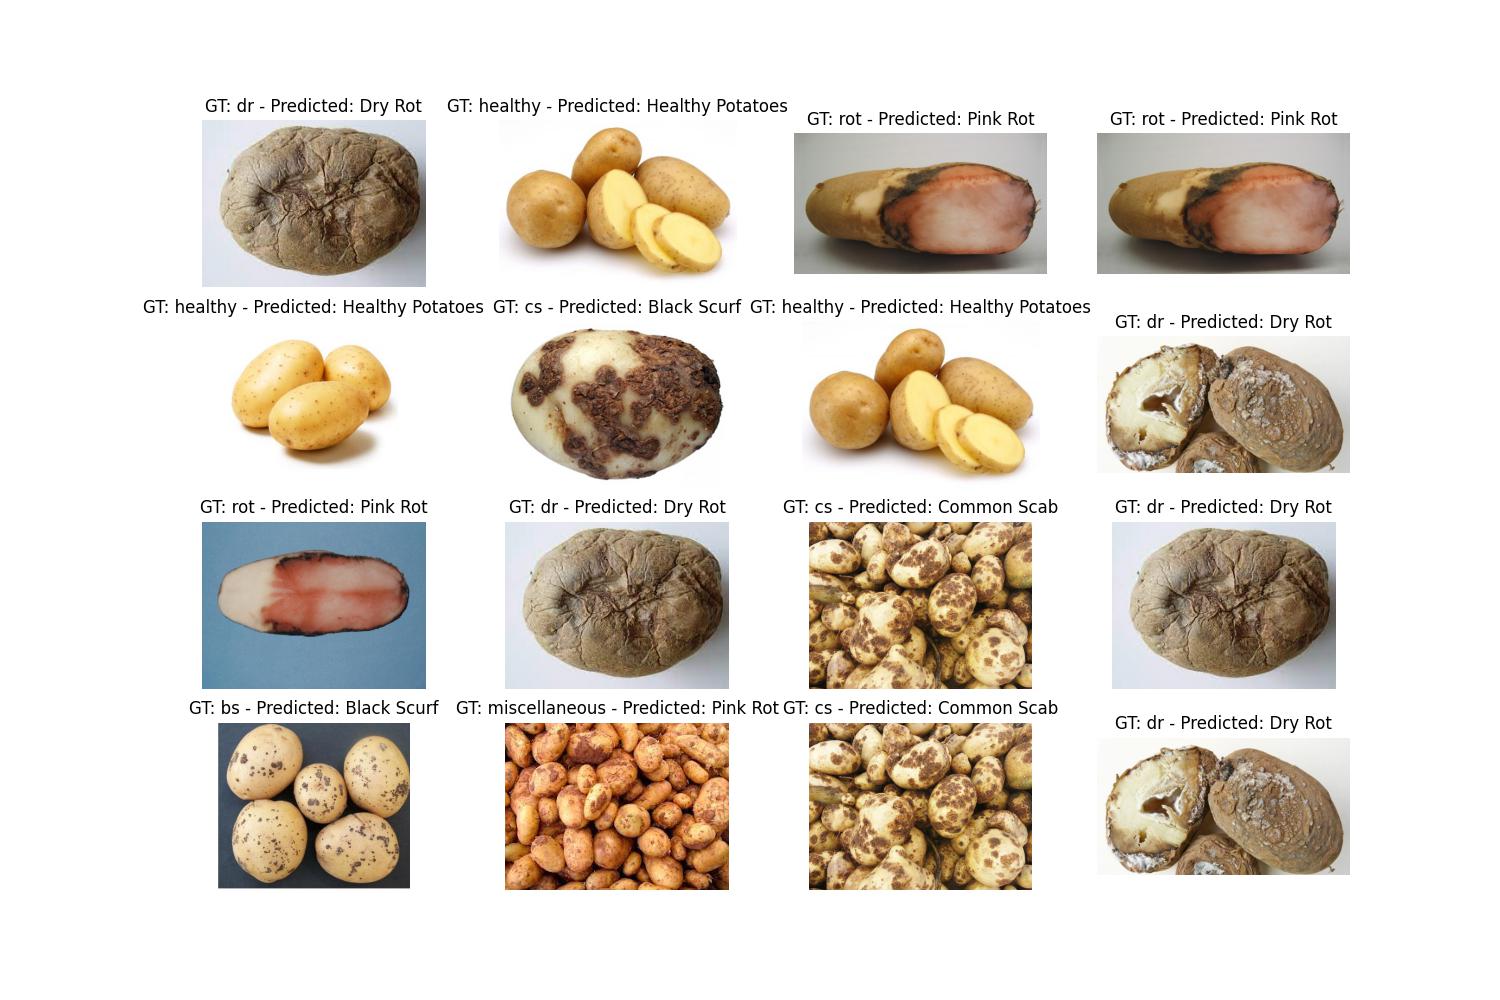 GT: dr - Predicted: Dry Rot
GT: healthy - Predicted: Healthy Potatoes
GT: rot - Predicted: Pink Rot
GT: rot - Predicted: Pink Rot
GT: healthy - Predicted: Healthy Potatoes
GT: cs - Predicted: Black Scurf
GT: healthy - Predicted: Healthy Potatoes
GT: dr - Predicted: Dry Rot
GT: rot - Predicted: Pink Rot
GT: dr - Predicted: Dry Rot
GT: cs - Predicted: Common Scab
GT: dr - Predicted: Dry Rot
GT: bs - Predicted: Black Scurf
GT: miscellaneous - Predicted: Pink Rot
GT: cs - Predicted: Common Scab
GT: dr - Predicted: Dry Rot